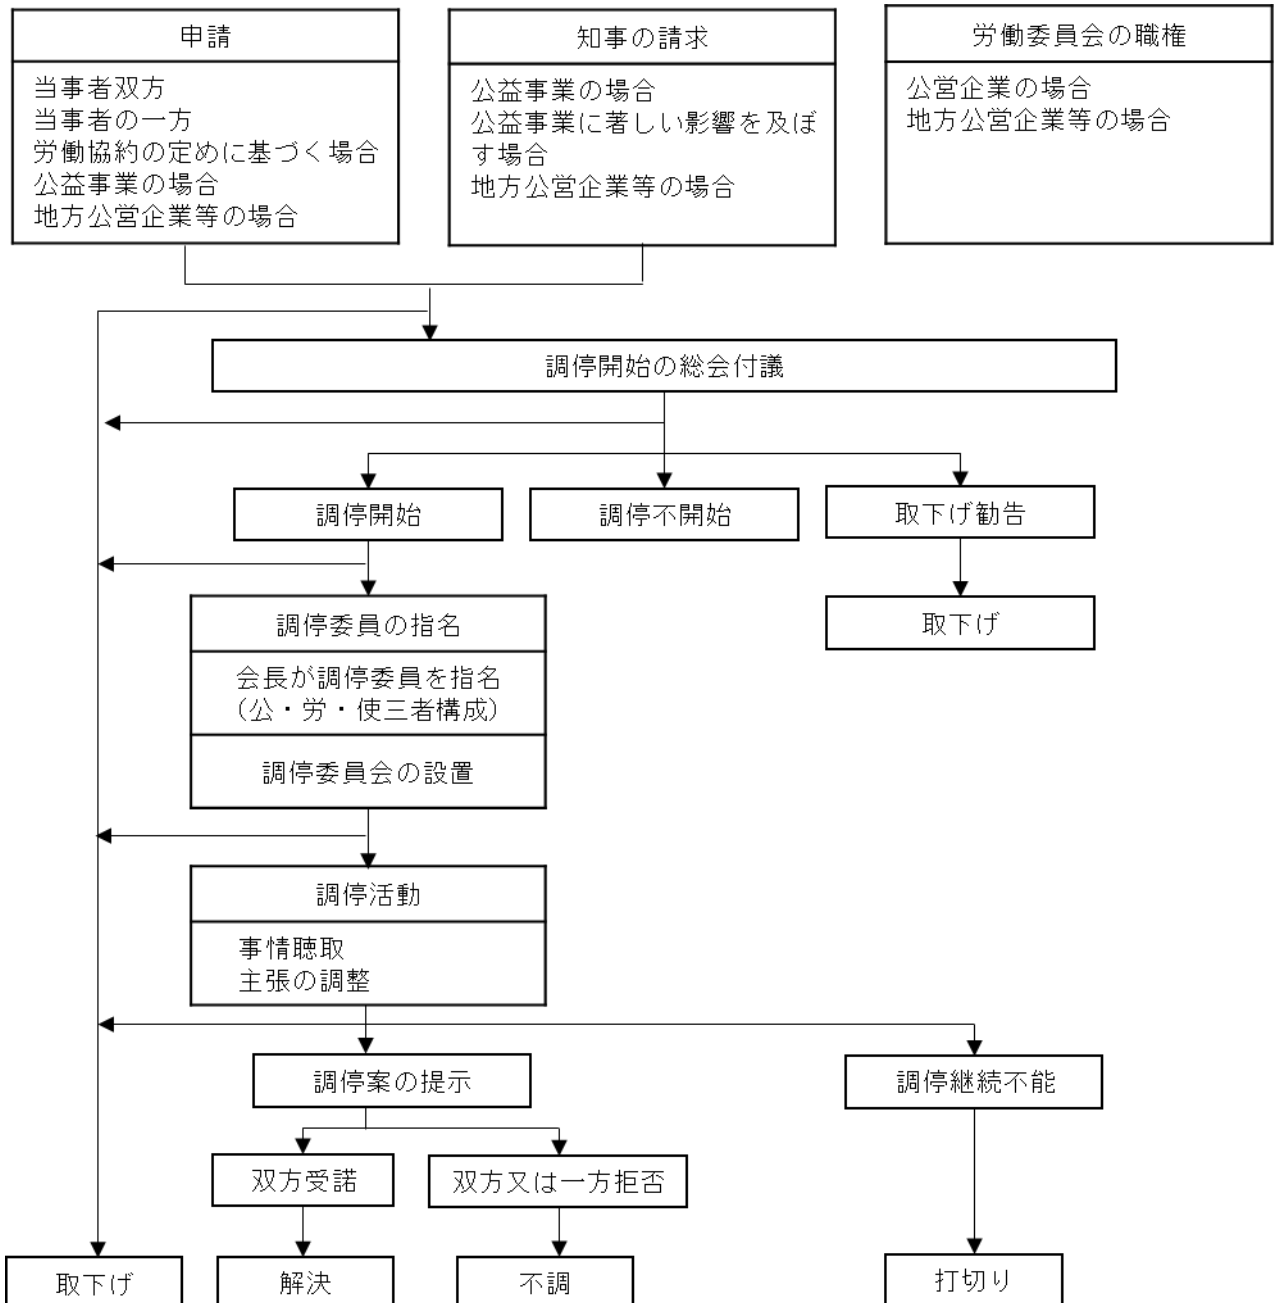 申請
当事者双方
当事者の一方
労働協約の定めに基づく場合
公益事業の場合
地方公営企業等の場合
知事の請求
公益事業の場合
公益事業に著しい影響を及ぼ
す場合
地方公営企業等の場合
労働委員会の職権
公営企業の場合
地方公営企業等の場合
調停開始の総会付議
調停開始
調停不開始
取下げ勧告
取下げ
調停委員の指名
会長が調停委員を指名
(公・労・使三者構成)
調停委員会の設置
調停活動
事情聴取
主張の調整
調停案の提示
調停継続不能
双方受諾
双方又は一方拒否
取下げ
解決
不調
打切り